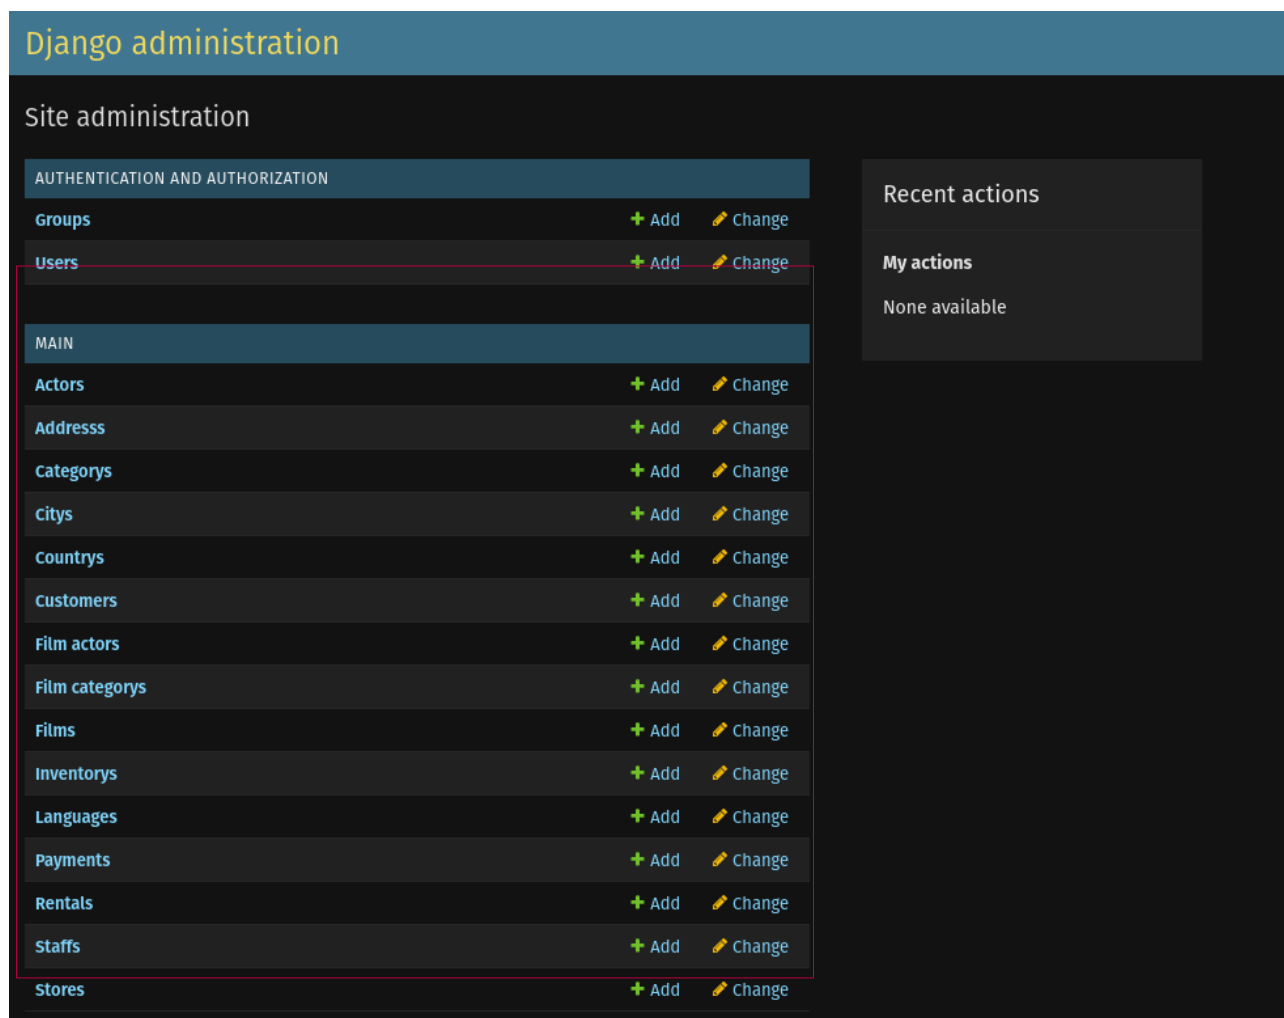 Django administration
Site administration
AUTHENTICATION AND AUTHORIZATION
Groups Add Change
Users Add Change
MAIN
Actors Add Change
Addresss Add Change
Categorys Add Change
Citys Add Change
Countrys Add Change
Customers Add Change
Film actors Add Change
Film categorys Add Change
Films Add Change
Inventorys Add Change
Languages Add Change
Payments Add Change
Rentals Add Change
Staffs Add Change
Stores Add Change
Recent actions
My actions
None available